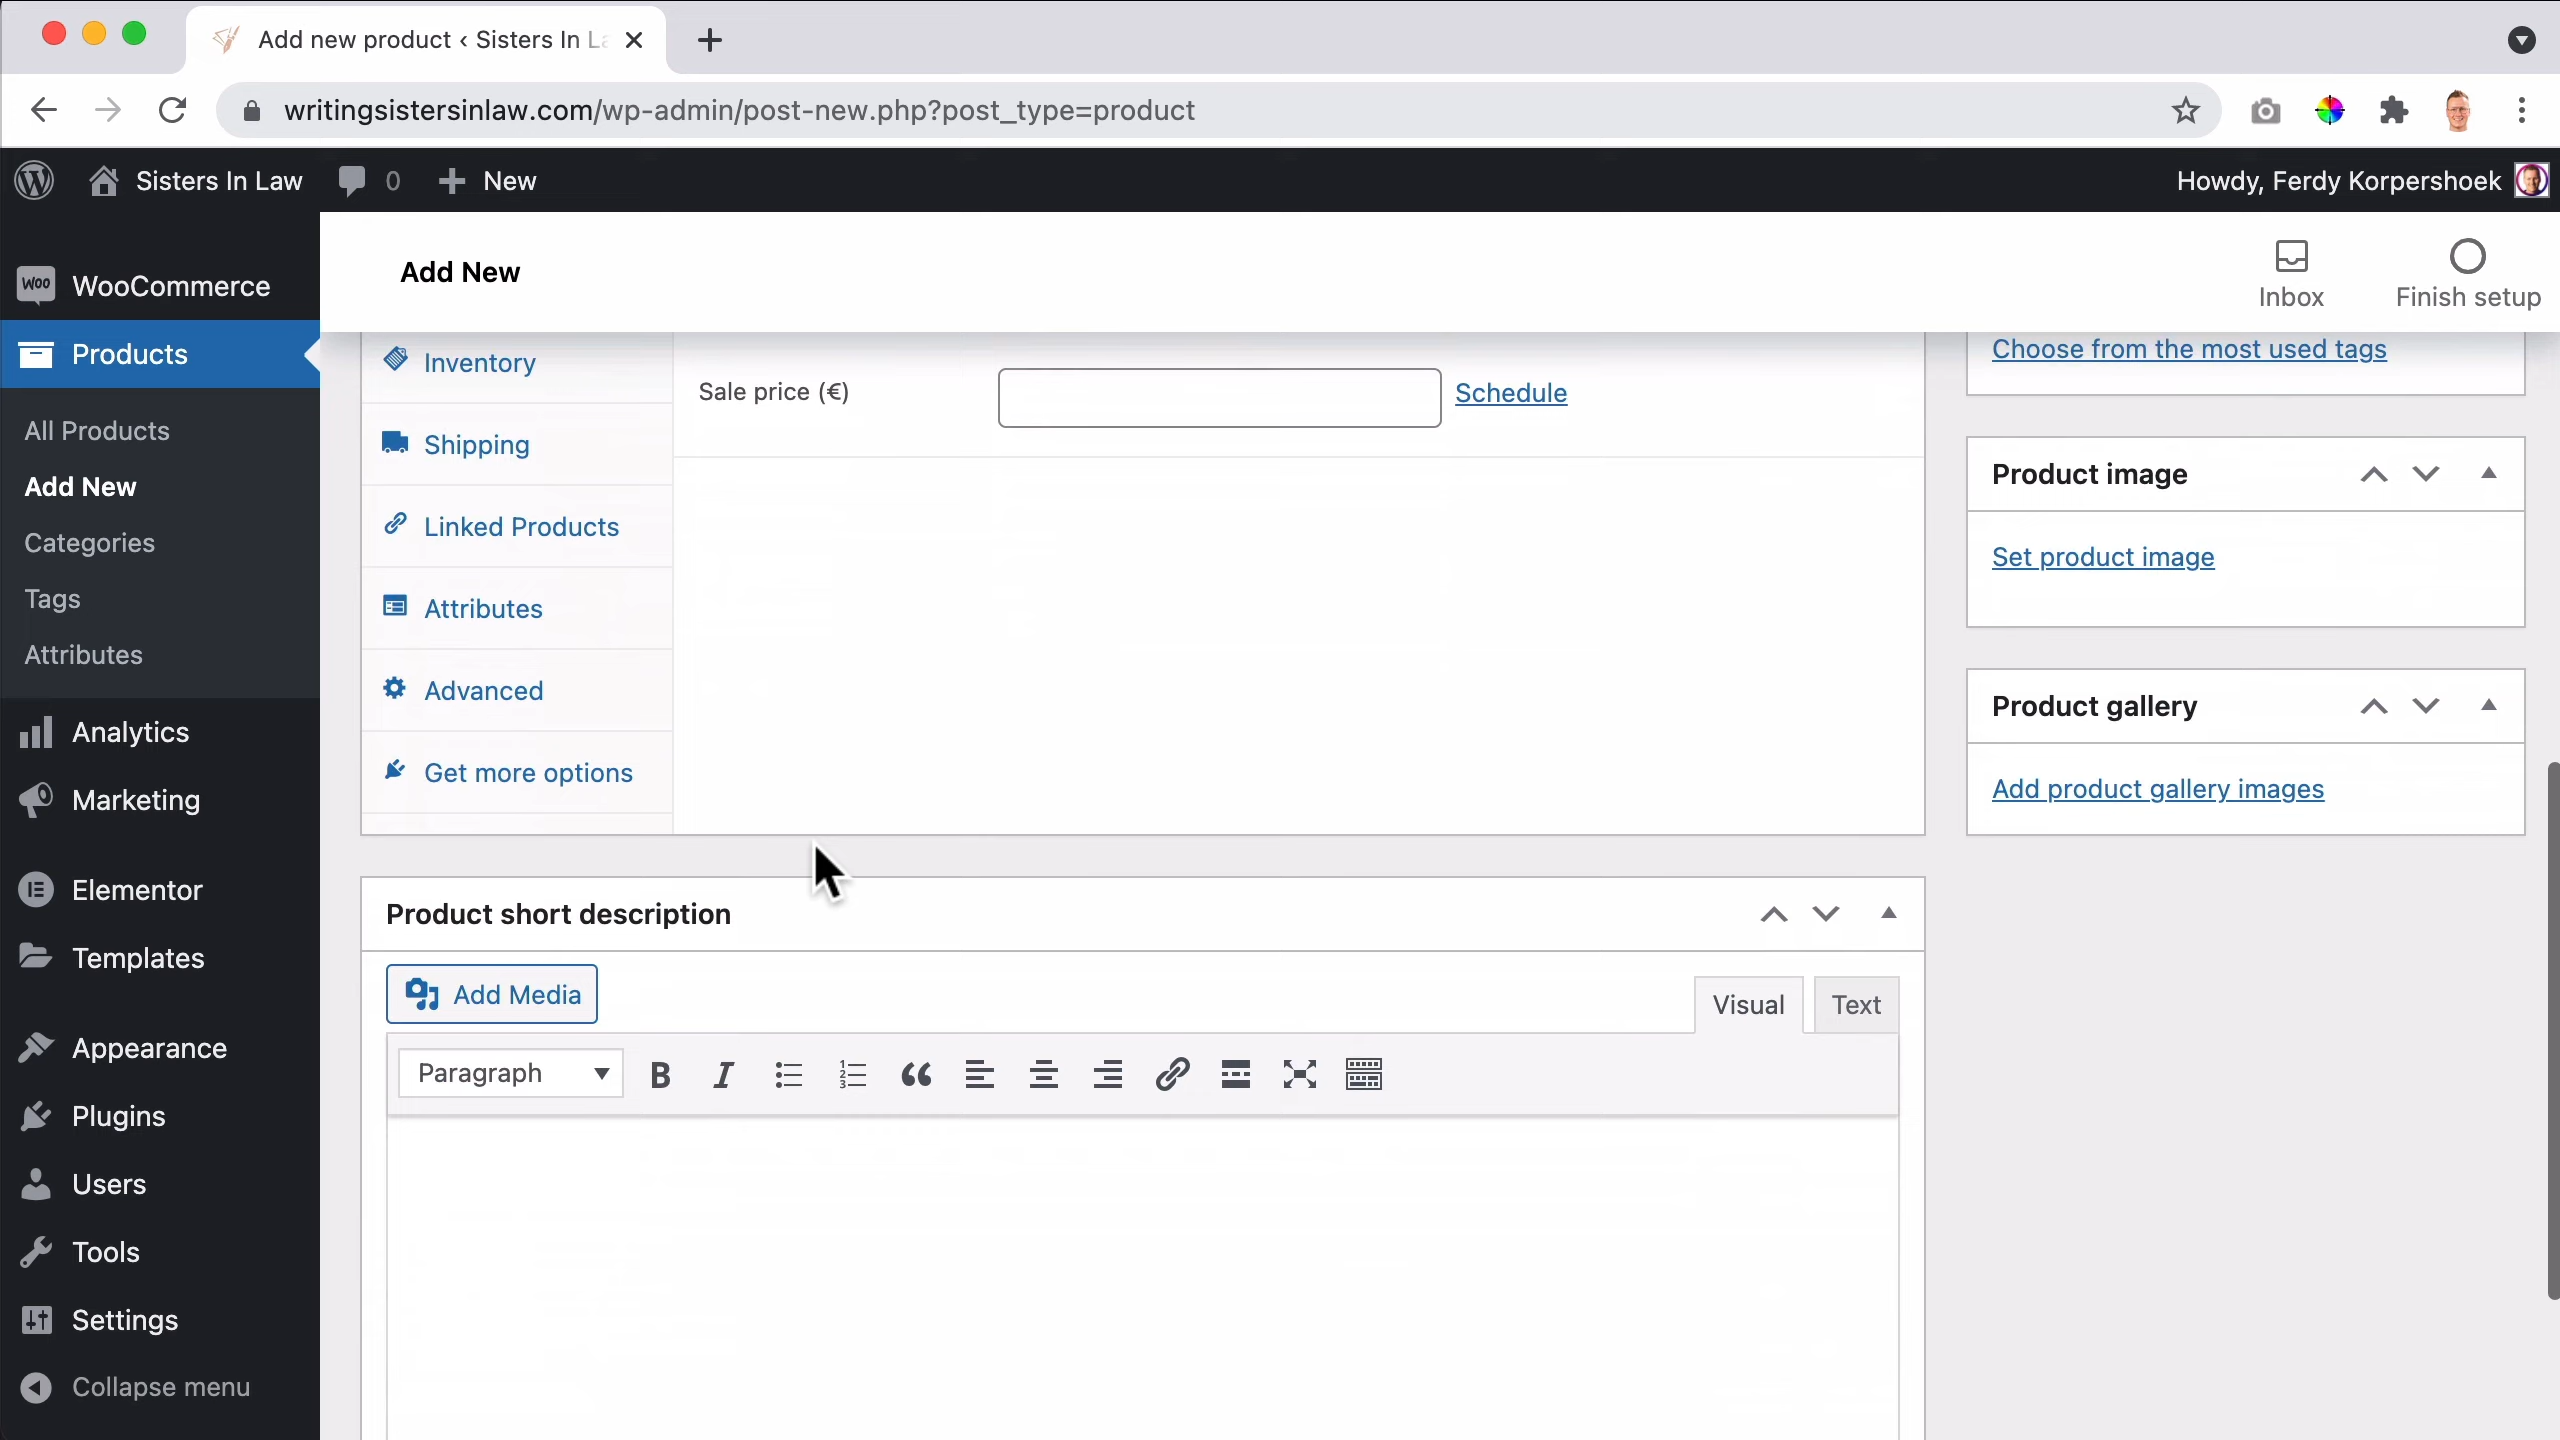 Add new product ‹ Sisters In La
writingsistersinlaw.com/wp-admin/post-new.php?post_type=product
Sisters In Law 0 New
Howdy, Ferdy Korpershoek
WooCommerce
Products
All Products
Add New
Categories
Tags
Attributes
Analytics
Marketing
Elementor
Templates
Appearance
Plugins
Users
Tools
Settings
Collapse menu
Add New
Inbox
Finish setup
Inventory
Shipping
Linked Products
Attributes
Advanced
Get more options
Sale price (€)
Schedule
Choose from the most used tags
Product image
Set product image
Product gallery
Add product gallery images
Product short description
Add Media
Visual
Text
Paragraph